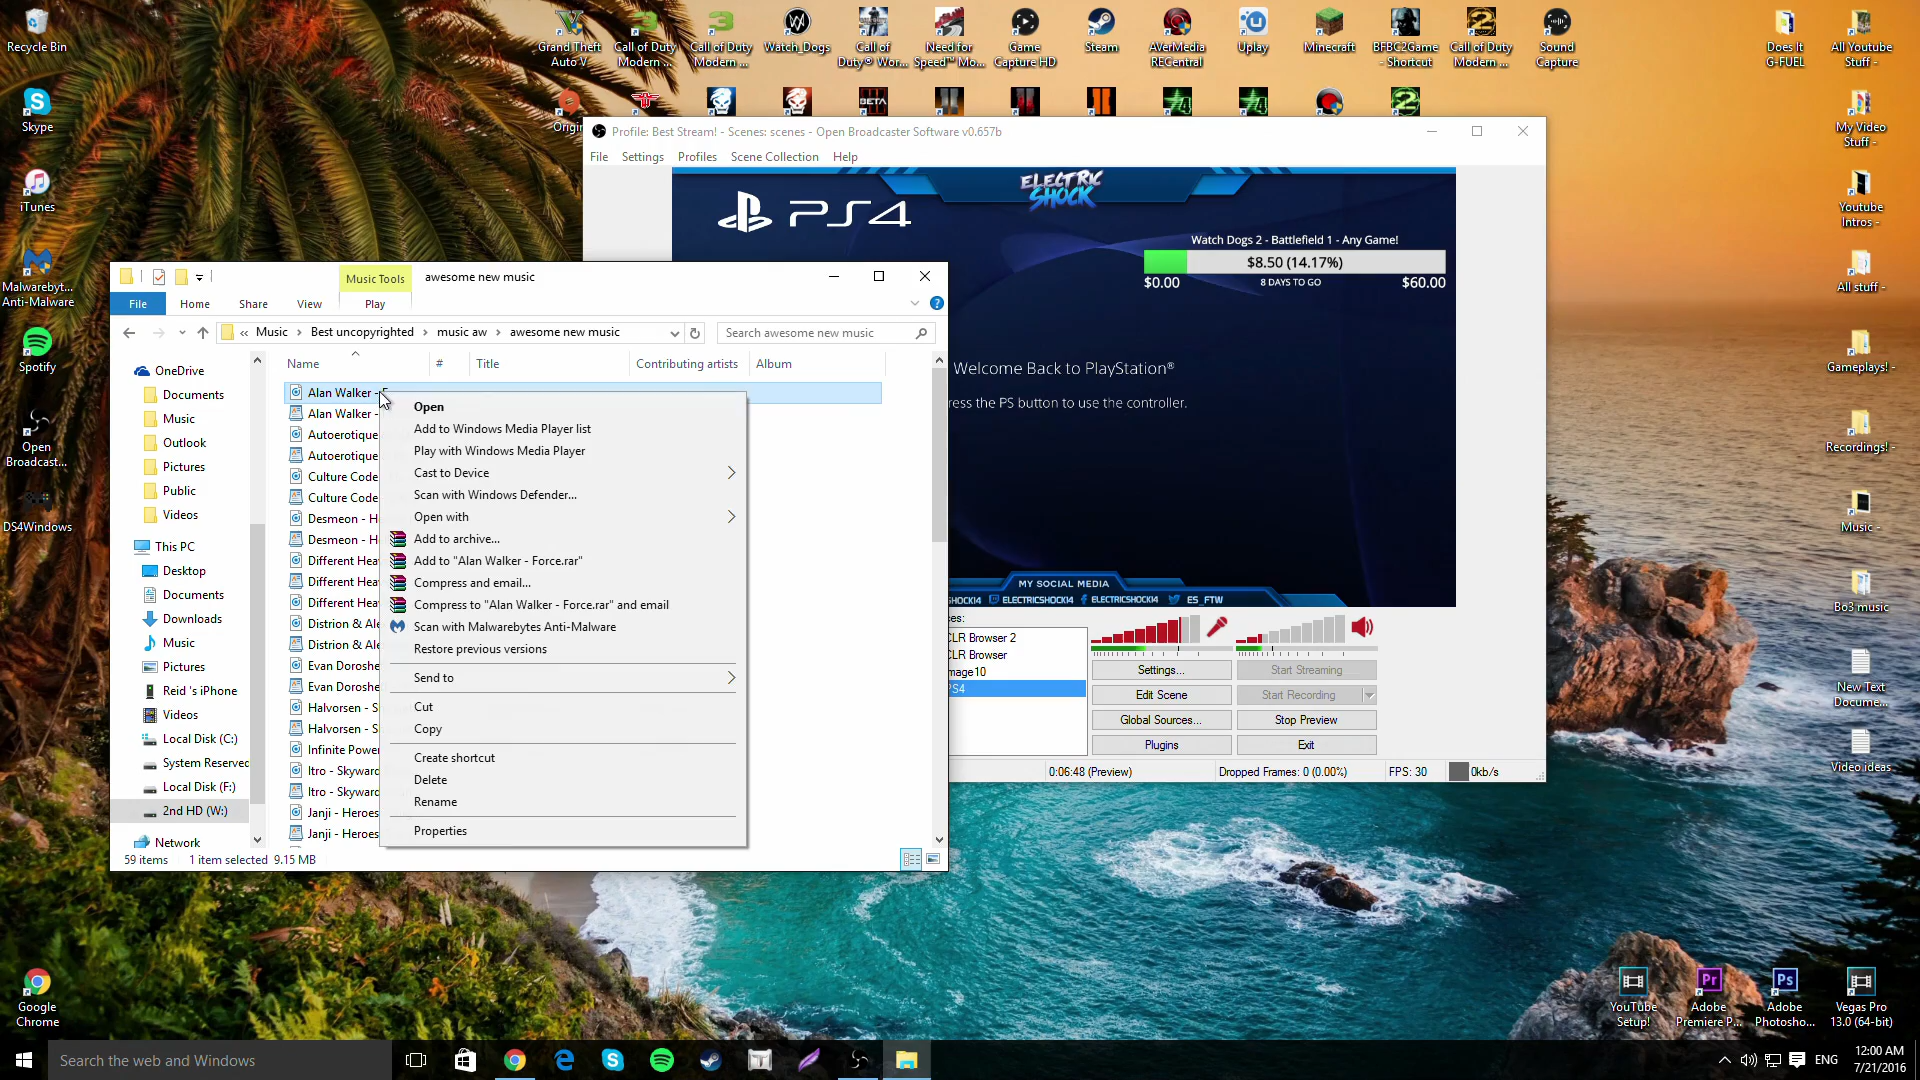 Recycle Bin
Skype
iTunes
Malwarebyt...
Anti-Malware
Spotify
Open
Broadcast...
DS4Windows
Google
Chrome
Grand Theft
Auto V
Call of Duty
Modern ...
Call of Duty
Modern ...
Watch_Dogs
Call of
Duty® Wor...
Need for
Speed™ Mo...
Game
Capture HD
Steam
AVerMedia
RECentral
Uplay
Minecraft
BFBC2Game
- Shortcut
Call of Duty
Modern ...
Sound
Capture
Does It
G-FUEL
All Youtube
Stuff -
Origin
BETA
My Video
Stuff -
Youtube
Intros -
All stuff -
Gameplays! -
Recordings! -
Music -
Bo3 music
New Text
Docume...
Video ideas
YouTube
Setup!
Adobe
Premiere P...
Adobe
Photosho...
Vegas Pro
13.0 (64-bit)
Profile: Best Stream! - Scenes: scenes - Open Broadcaster Software v0.657b
File Settings Profiles Scene Collection Help
ELECTRIC
SHOCK
PS4
Watch Dogs 2 - Battlefield 1 - Any Game!
$8.50 (14.17%)
$0.00 8 DAYS TO GO $60.00
Welcome Back to PlayStation®
ress the PS button to use the controller.
MY SOCIAL MEDIA
HOCK14 ELECTRICSHOCK14 ELECTRICSHOCK14 ES_FTW
ces:
CLR Browser 2
CLR Browser
mage10
PS4
Settings... Start Streaming
Edit Scene Start Recording
Global Sources... Stop Preview
Plugins Exit
0:06:48 (Preview) Dropped Frames: 0 (0.00%) FPS: 30 0kb/s
Music Tools awesome new music
File Home Share View Play
« Music > Best uncopyrighted > music aw > awesome new music
Search awesome new music
Name # Title Contributing artists Album
OneDrive
Documents
Music
Outlook
Pictures
Public
Videos
This PC
Desktop
Documents
Downloads
Music
Pictures
Reid 's iPhone
Videos
Local Disk (C:)
System Reserved
Local Disk (F:)
2nd HD (W:)
Network
Alan Walker - F
Alan Walker -
Autoerotique
Autoerotique
Culture Code
Culture Code
Desmeon - H
Desmeon - H
Different Hea
Different Hea
Different Hea
Distrion & Ale
Distrion & Ale
Evan Doroshe
Evan Doroshe
Halvorsen - S
Halvorsen - S
Infinite Power
Itro - Skyward
Itro - Skyward
Janji - Heroes
Janji - Heroes
Open
Add to Windows Media Player list
Play with Windows Media Player
Cast to Device
Scan with Windows Defender...
Open with
Add to archive...
Add to "Alan Walker - Force.rar"
Compress and email...
Compress to "Alan Walker - Force.rar" and email
Scan with Malwarebytes Anti-Malware
Restore previous versions
Send to
Cut
Copy
Create shortcut
Delete
Rename
Properties
59 items 1 item selected 9.15 MB
Search the web and Windows
ENG
12:00 AM
7/21/2016